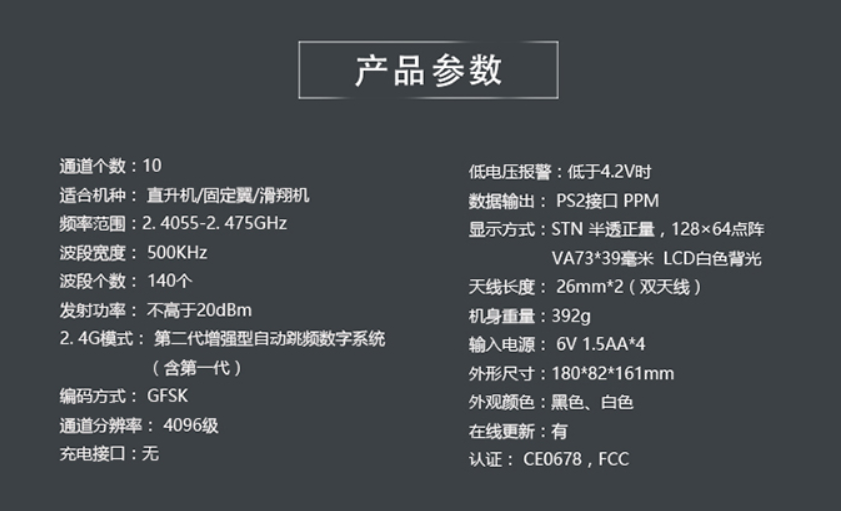 产品参数
通道个数：10
适合机种： 直升机/固定翼/滑翔机
频率范围：2. 4055-2. 475GHz
波段宽度： 500KHz
波段个数： 140个
发射功率： 不高于20dBm
2. 4G模式： 第二代增强型自动跳频数字系统
（含第一代）
编码方式： GFSK
通道分辨率： 4096级
充电接口：无
低电压报警：低于4.2V时
数据输出： PS2接口 PPM
显示方式：STN 半透正量，128×64点阵
VA73*39毫米 LCD白色背光
天线长度： 26mm*2（双天线）
机身重量：392g
输入电源： 6V 1.5AA*4
外形尺寸：180*82*161mm
外观颜色：黑色、白色
在线更新：有
认证： CE0678，FCC